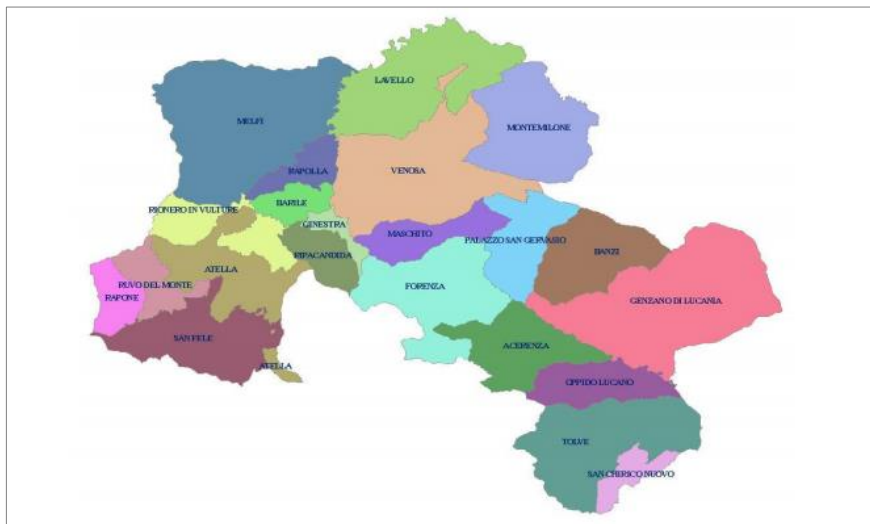 LAVELLO
MELFI
MONTEMILONE
RAPOLLA
VENOSA
BARILE
RIONERO IN VULTURE
GINESTRA
MASCHITO
PALAZZO SAN GERVASIO
BANZI
RIPACANDIDA
ATELLA
RUVO DEL MONTE
FORENZA
RAPONE
GENZANO DI LUCANIA
SAN FELE
ACERENZA
ATELLA
OPPIDO LUCANO
TOLVE
SAN CHIRICO NUOVO